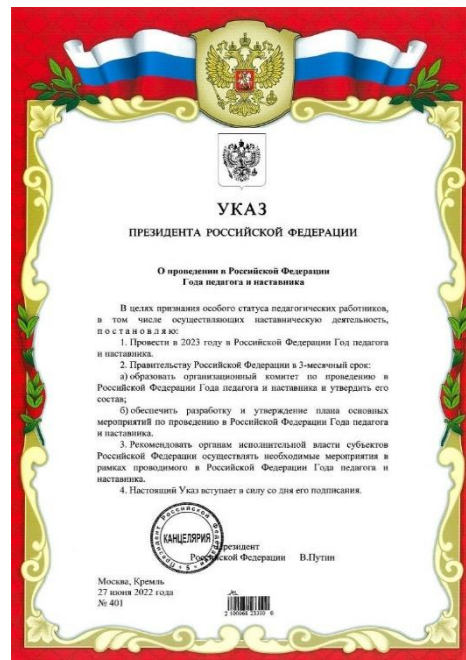 УКАЗ
ПРЕЗИДЕНТА РОССИЙСКОЙ ФЕДЕРАЦИИ
О проведении в Российской Федерации
Года педагога и наставника
В целях признания особого статуса педагогических работников,
в том числе осуществляющих наставническую деятельность,
постановляю:
1. Провести в 2023 году в Российской Федерации Год педагога
и наставника.
2. Правительству Российской Федерации в 3-месячный срок:
а) образовать организационный комитет по проведению в
Российской Федерации Года педагога и наставника и утвердить его
состав;
б) обеспечить разработку и утверждение плана основных
мероприятий по проведению в Российской Федерации Года педагога
и наставника.
3. Рекомендовать органам исполнительной власти субъектов
Российской Федерации осуществлять необходимые мероприятия в
рамках проводимого в Российской Федерации Года педагога и
наставника.
4. Настоящий Указ вступает в силу со дня его подписания.
КАНЦЕЛЯРИЯ
Президент
Российской Федерации В.Путин
Москва, Кремль
27 июня 2022 года
№ 401